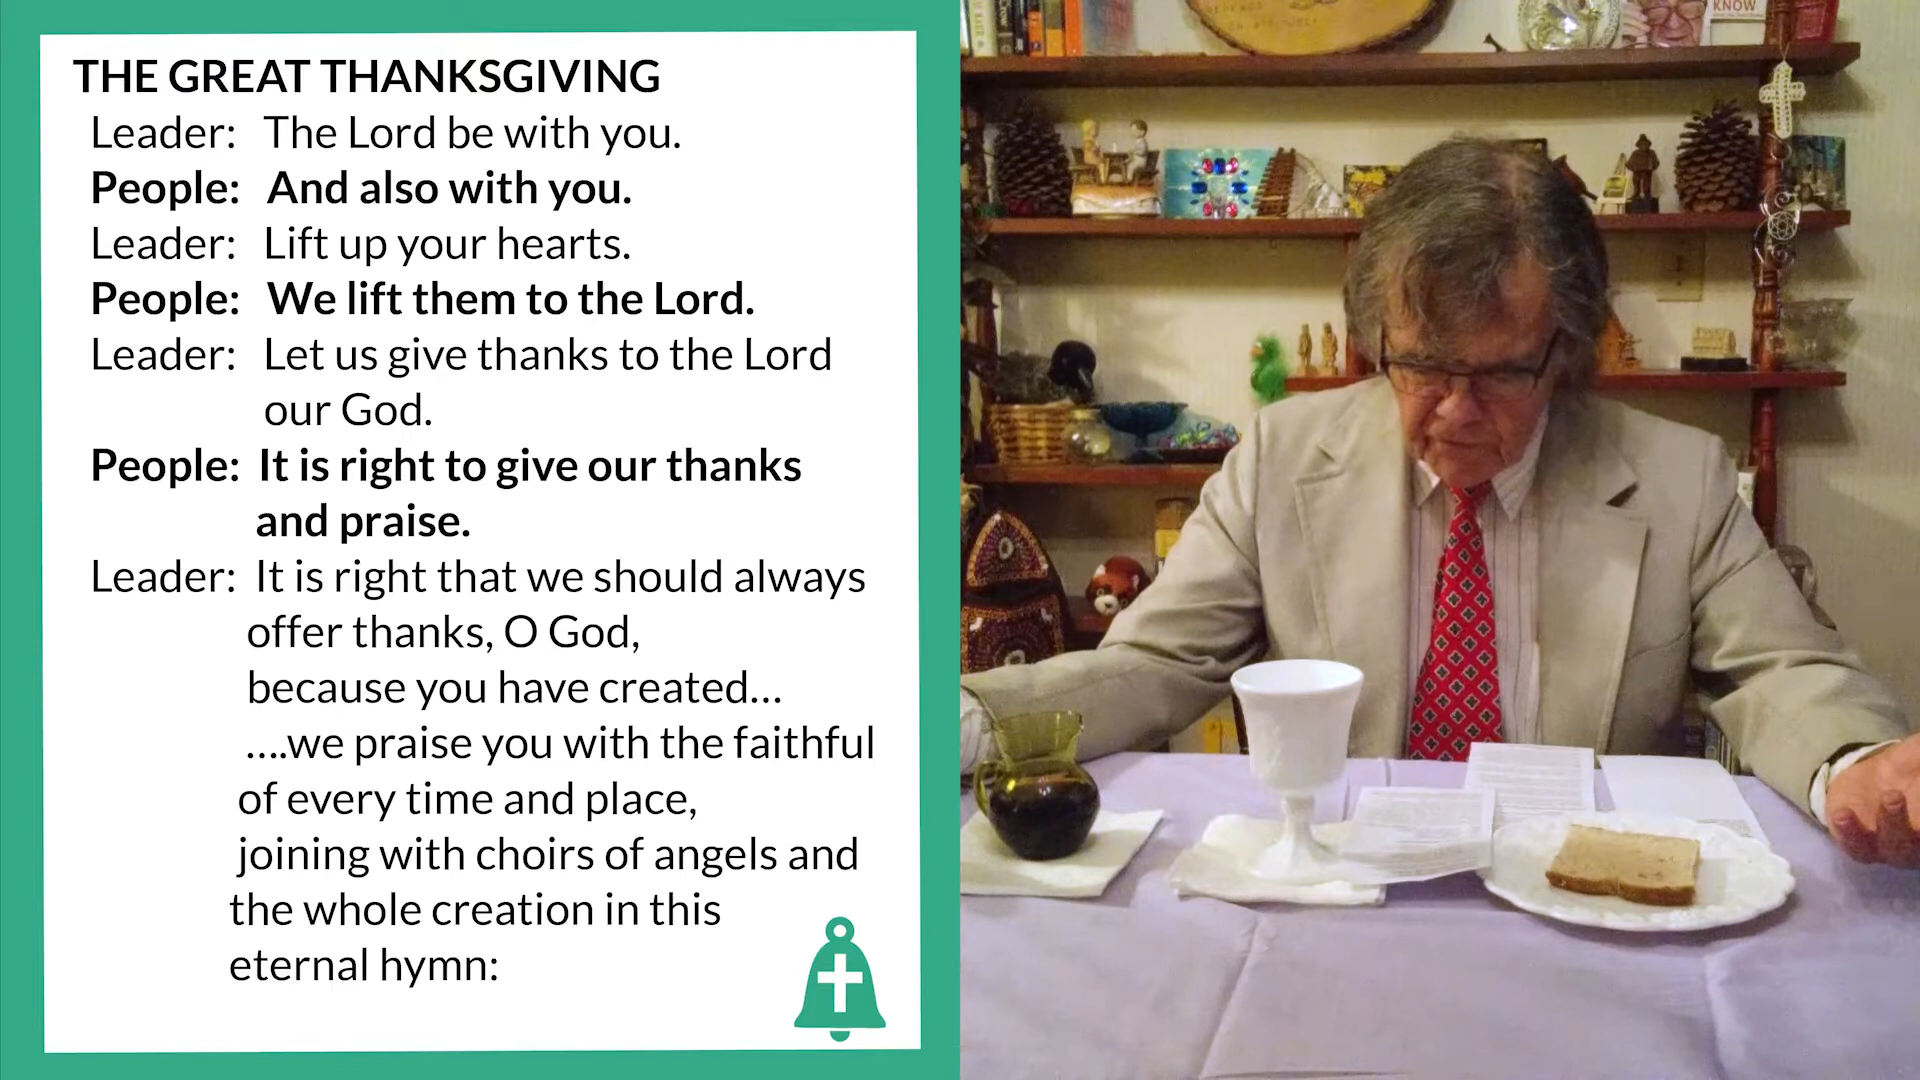 THE GREAT THANKSGIVING
Leader: The Lord be with you.
People: And also with you.
Leader: Lift up your hearts.
People: We lift them to the Lord.
Leader: Let us give thanks to the Lord
our God.
People: It is right to give our thanks
and praise.
Leader: It is right that we should always
offer thanks, O God,
because you have created...
....we praise you with the faithful
of every time and place,
joining with choirs of angels and
the whole creation in this
eternal hymn:
KNOW